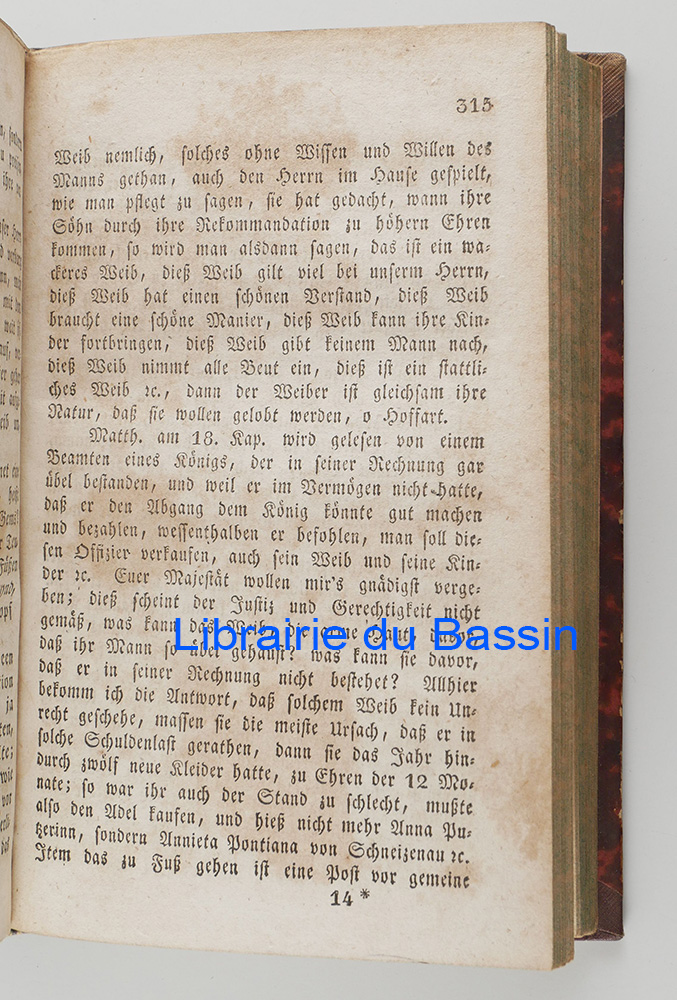 315
Weib nemlich, solches ohne Wissen und Willen des
Manns gethan, auch den Herrn im Hause gespielt,
wie man pflegt zu sagen, sie hat gedacht, wann ihre
Söhn durch ihre Rekommandation zu höhern Ehren
kommen, so wird man alsdann sagen, das ist ein wa-
ckeres Weib, dieß Weib gilt viel bei unserm Herrn,
dieß Weib hat einen schönen Verstand, dieß Weib
braucht eine schöne Manier, dieß Weib kann ihre Kin-
der fortbringen, dieß Weib gibt keinem Mann nach,
dieß Weib nimmt alle Beut ein, dieß ist ein stattli-
ches Weib ꝛc., dann der Weiber ist gleichsam ihre
Natur, daß sie wollen gelobt werden, o Hoffart.
Matth. am 18. Kap. wird gelesen von einem
Beamten eines Königs, der in seiner Rechnung gar
übel bestanden, und weil er im Vermögen nicht hatte,
daß er den Abgang dem König könnte gut machen
und bezahlen, wessenthalben er befohlen, man soll die-
sen Offizier verkaufen, auch sein Weib und seine Kin-
der ꝛc. Euer Majestät wollen mir's gnädigst verge-
ben; dieß scheint der Justiz und Gerechtigkeit nicht
gemäß, was kann das Weib, die arme Haut, davor,
Librairie du Bassin
daß ihr Mann so übel gehaust? was kann sie davor,
daß er in seiner Rechnung nicht bestehet? Allhier
bekomm ich die Antwort, daß solchem Weib kein Un-
recht geschehe, massen sie die meiste Ursach, daß er in
solche Schuldenlast gerathen, dann sie das Jahr hin-
durch zwölf neue Kleider hatte, zu Ehren der 12 Mo-
nate; so war ihr auch der Stand zu schlecht, mußte
also den Adel kaufen, und hieß nicht mehr Anna Pu-
tzerinn, sondern Annieta Pontiana von Schneizenau ꝛc.
Item das zu Fuß gehen ist eine Post vor gemeine
14 *